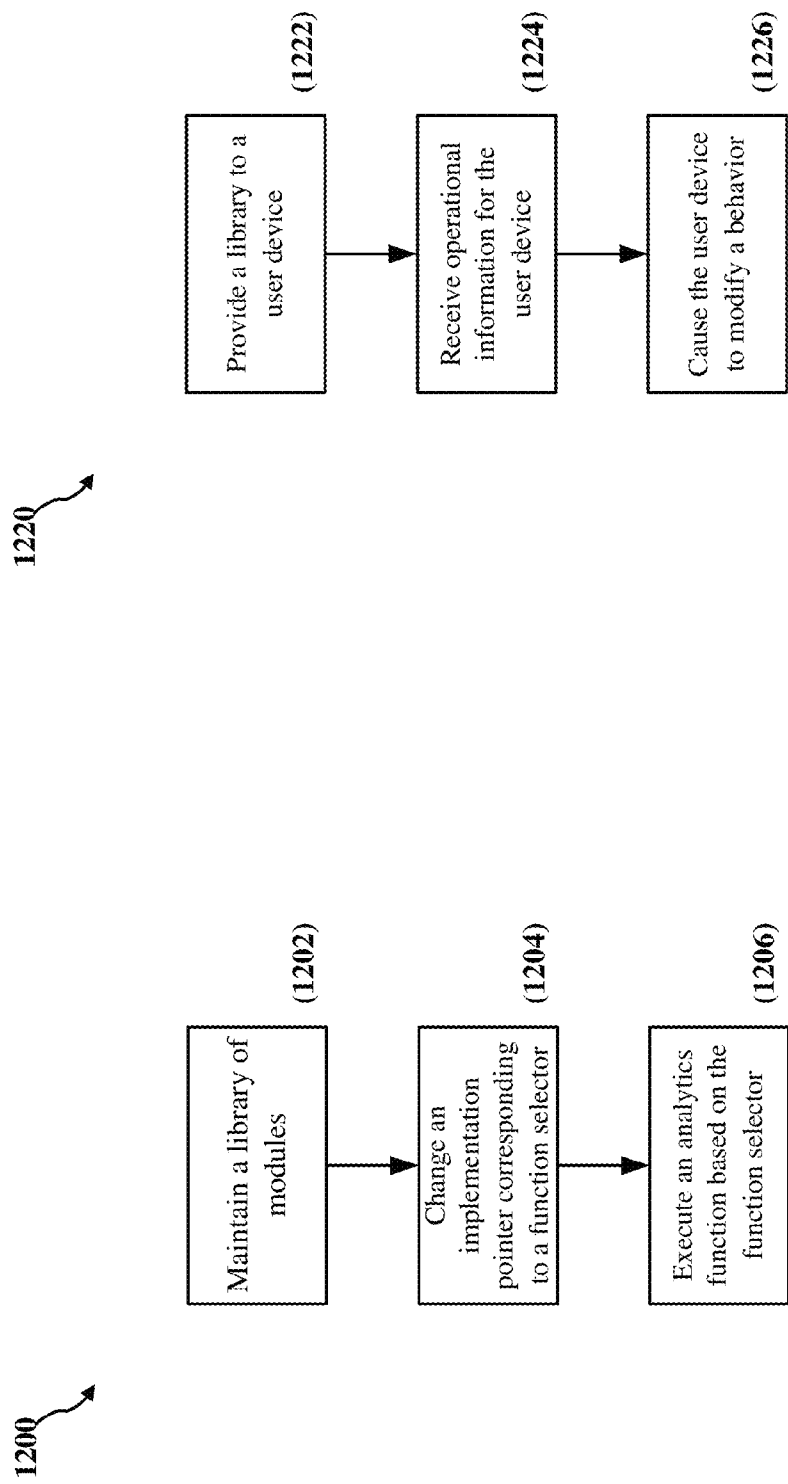 1200
Maintain a library of
modules
(1202)
Change an
implementation
pointer corresponding
to a function selector
(1204)
Execute an analytics
function based on the
function selector
(1206)
1220
Provide a library to a
user device
(1222)
Receive operational
information for the
user device
(1224)
Cause the user device
to modify a behavior
(1226)